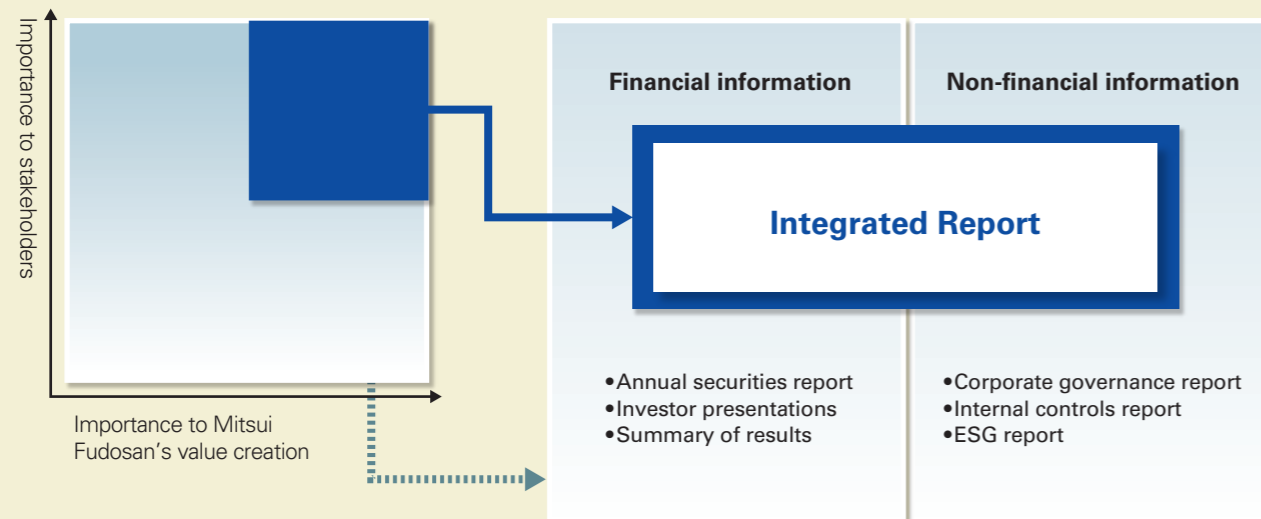 Importance to stakeholders
Importance to Mitsui
Fudosan's value creation
Financial information
Non-financial information
Integrated Report
•Annual securities report
•Investor presentations
•Summary of results
•Corporate governance report
•Internal controls report
•ESG report